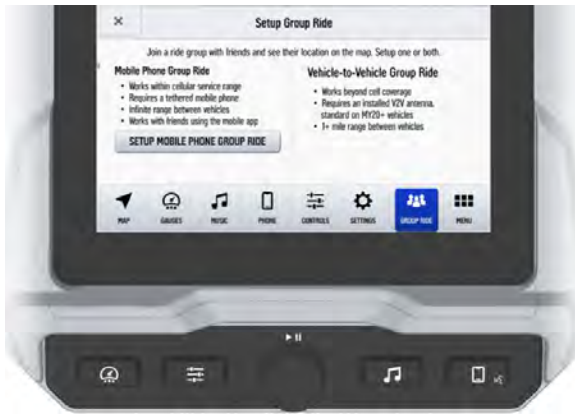 Setup Group Ride
Join a ride group with friends and see their location on the map. Setup one or both.
Mobile Phone Group Ride
• Works within cellular service range
• Requires a tethered mobile phone
• Infinite range between vehicles
• Works with friends using the mobile app
SETUP MOBILE PHONE GROUP RIDE
Vehicle-to-Vehicle Group Ride
• Works beyond cell coverage
• Requires an installed V2V antenna,
standard on MY20+ vehicles
• 1+ mile range between vehicles
MAP GAUGES MUSIC PHONE CONTROLS SETTINGS GROUP RIDE MENU